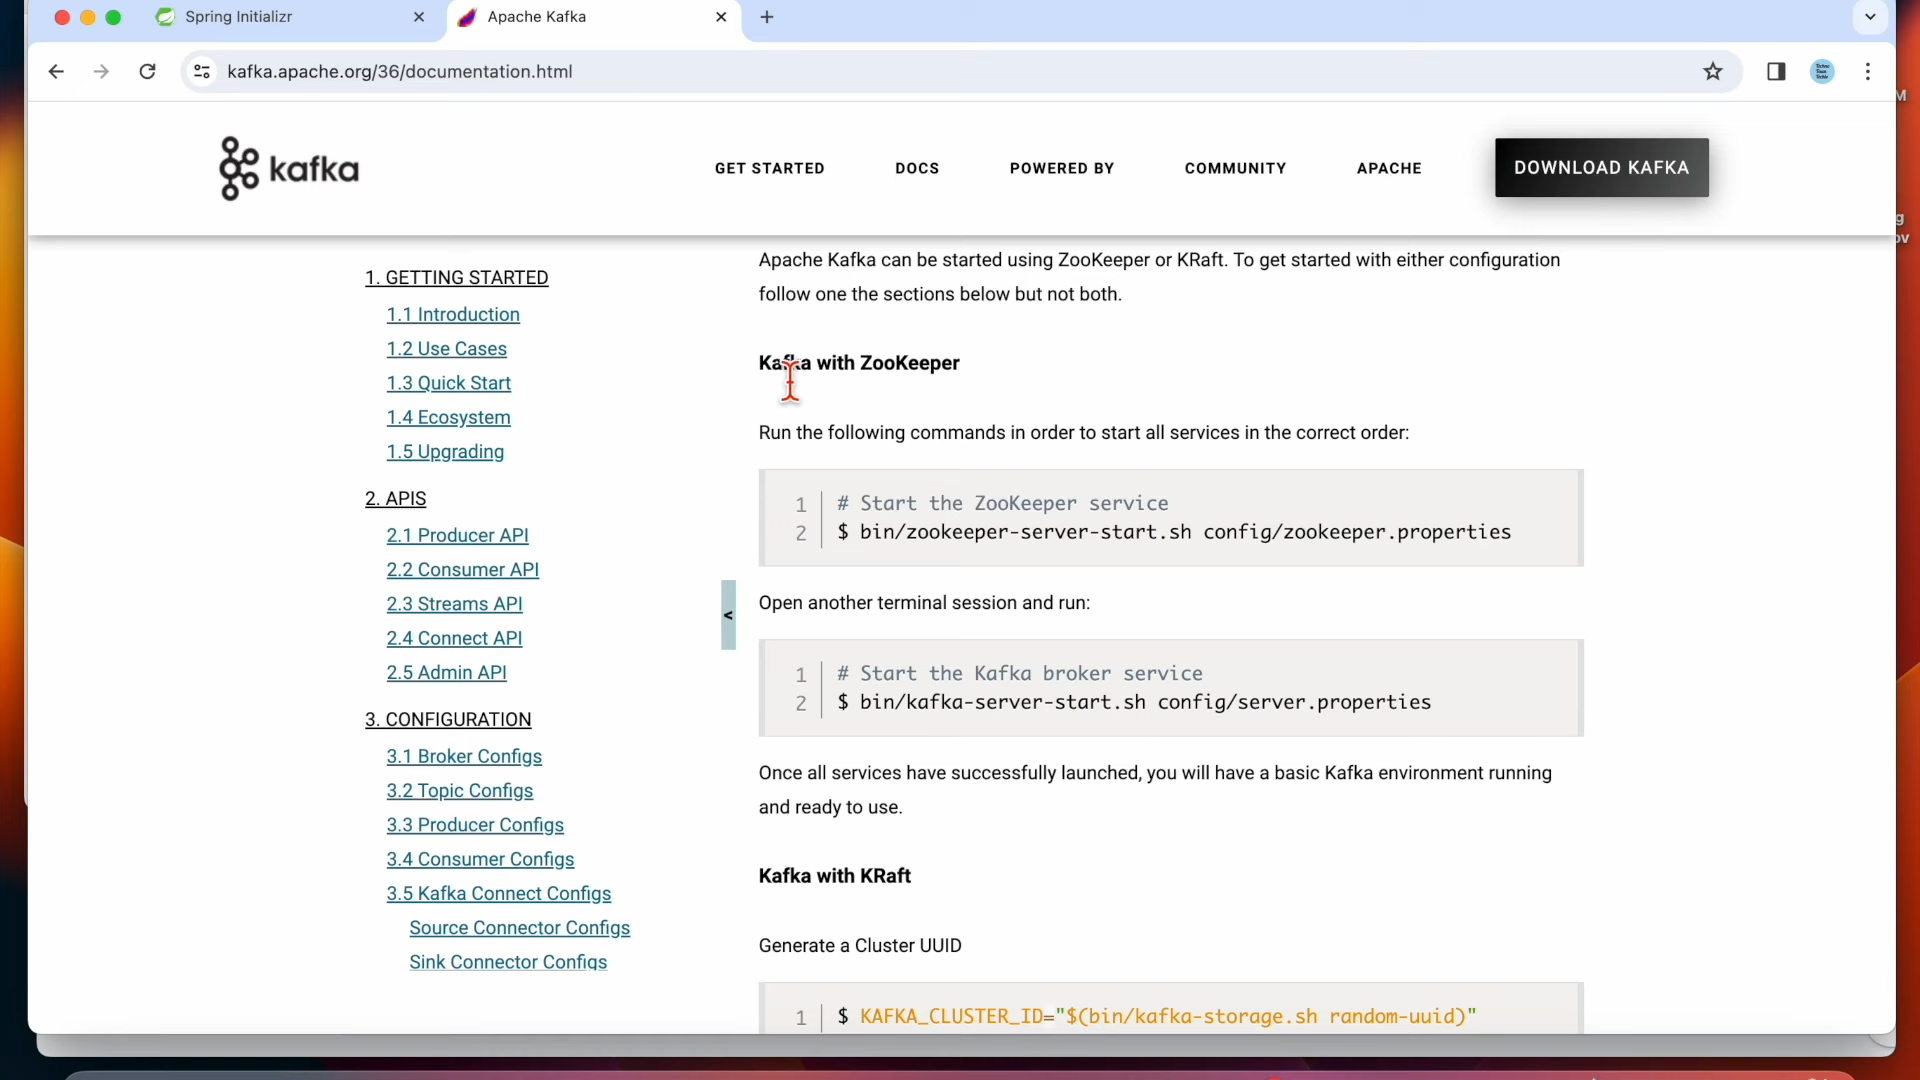 Spring Initializr
Apache Kafka
kafka.apache.org/36/documentation.html
kafka
GET STARTED
DOCS
POWERED BY
COMMUNITY
APACHE
DOWNLOAD KAFKA
1. GETTING STARTED
1.1 Introduction
1.2 Use Cases
1.3 Quick Start
1.4 Ecosystem
1.5 Upgrading
2. APIS
2.1 Producer API
2.2 Consumer API
2.3 Streams API
2.4 Connect API
2.5 Admin API
3. CONFIGURATION
3.1 Broker Configs
3.2 Topic Configs
3.3 Producer Configs
3.4 Consumer Configs
3.5 Kafka Connect Configs
Source Connector Configs
Sink Connector Configs
<
Apache Kafka can be started using ZooKeeper or KRaft. To get started with either configuration
follow one the sections below but not both.
Kafka with ZooKeeper
Run the following commands in order to start all services in the correct order:
1 # Start the ZooKeeper service
2 $ bin/zookeeper-server-start.sh config/zookeeper.properties
Open another terminal session and run:
1 # Start the Kafka broker service
2 $ bin/kafka-server-start.sh config/server.properties
Once all services have successfully launched, you will have a basic Kafka environment running
and ready to use.
Kafka with KRaft
Generate a Cluster UUID
1 $ KAFKA_CLUSTER_ID="$(bin/kafka-storage.sh random-uuid)"